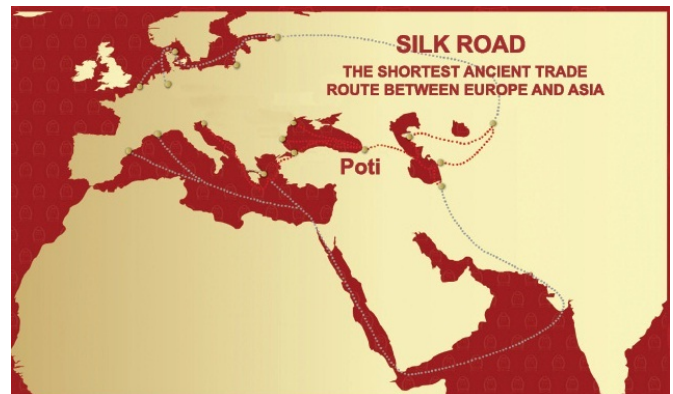 SILK ROAD
THE SHORTEST ANCIENT TRADE
ROUTE BETWEEN EUROPE AND ASIA
Poti